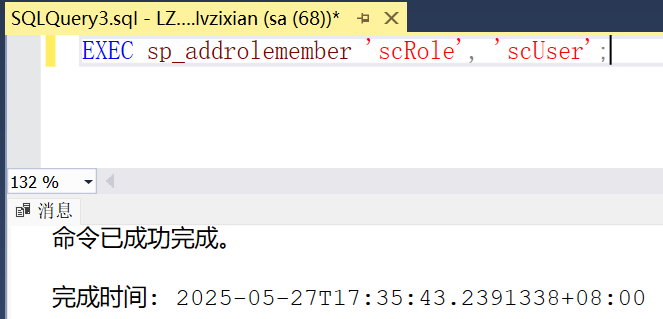 SQLQuery3.sql - LZ....lvzixian (sa (68))*
EXEC sp_addrolemember 'scRole', 'scUser';
132 %
消息
命令已成功完成。
完成时间: 2025-05-27T17:35:43.2391338+08:00